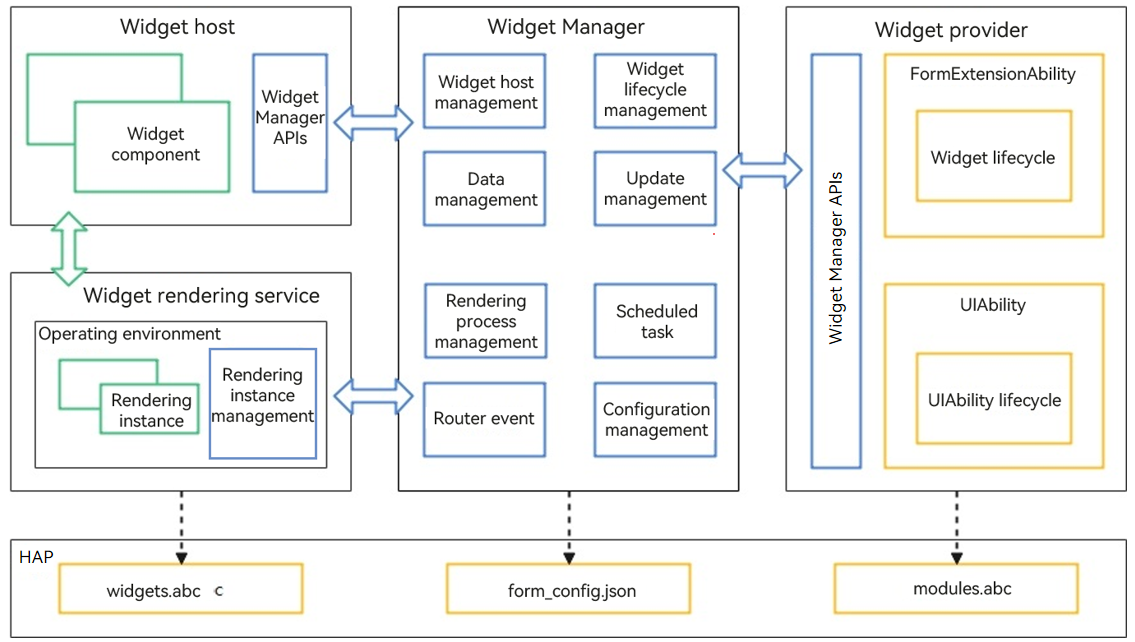 Widget host
Widget
component
Widget
Manager
APIs
Widget rendering service
Operating environment
Rendering
instance
Rendering
instance
management
Widget Manager
Widget host
management
Widget
lifecycle
management
Data
management
Update
management
Rendering
process
management
Scheduled
task
Router event
Configuration
management
Widget provider
Widget Manager APIs
FormExtensionAbility
Widget lifecycle
UIAbility
UIAbility lifecycle
HAP
widgets.abc c
form_config.json
modules.abc